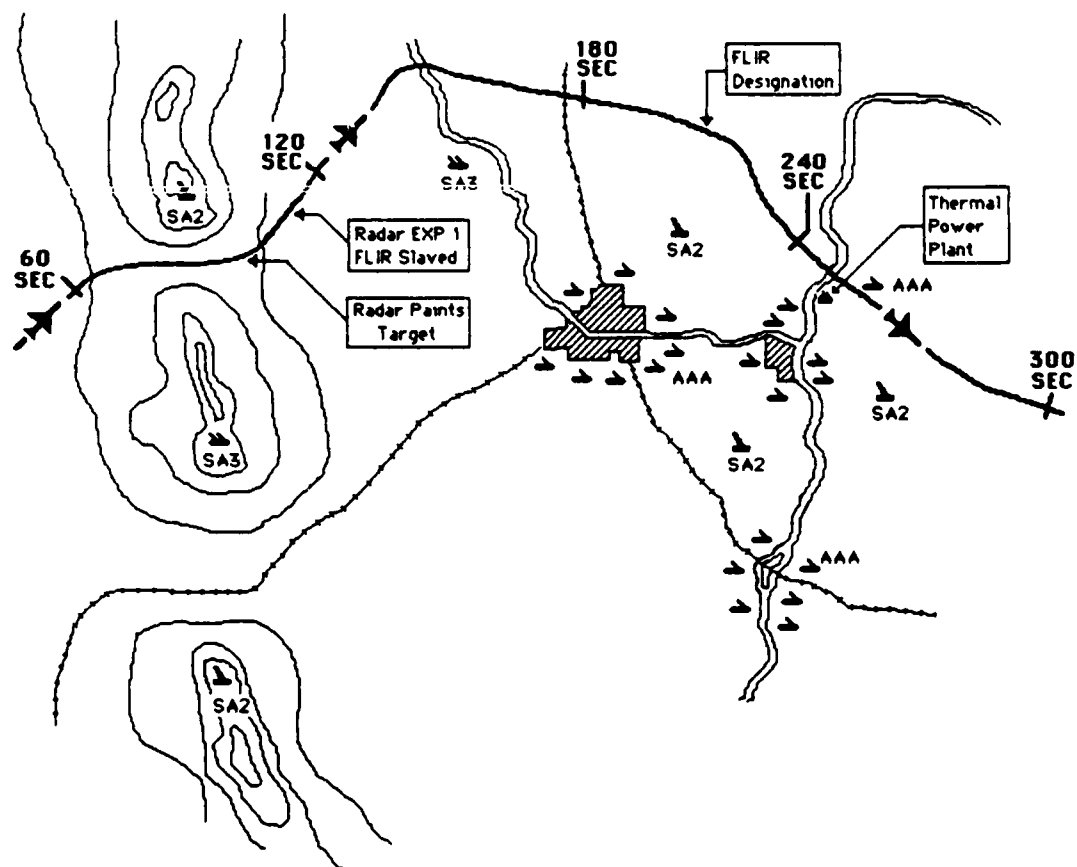 180
SEC
FLIR
Designation
120
SEC
SA3
240
SEC
SA2
Thermal
Power
Plant
Radar EXP 1
FLIR Slaved
SA2
60
SEC
AAA
Radar Paints
Target
300
SEC
AAA
SA2
SA3
SA2
AAA
SA2